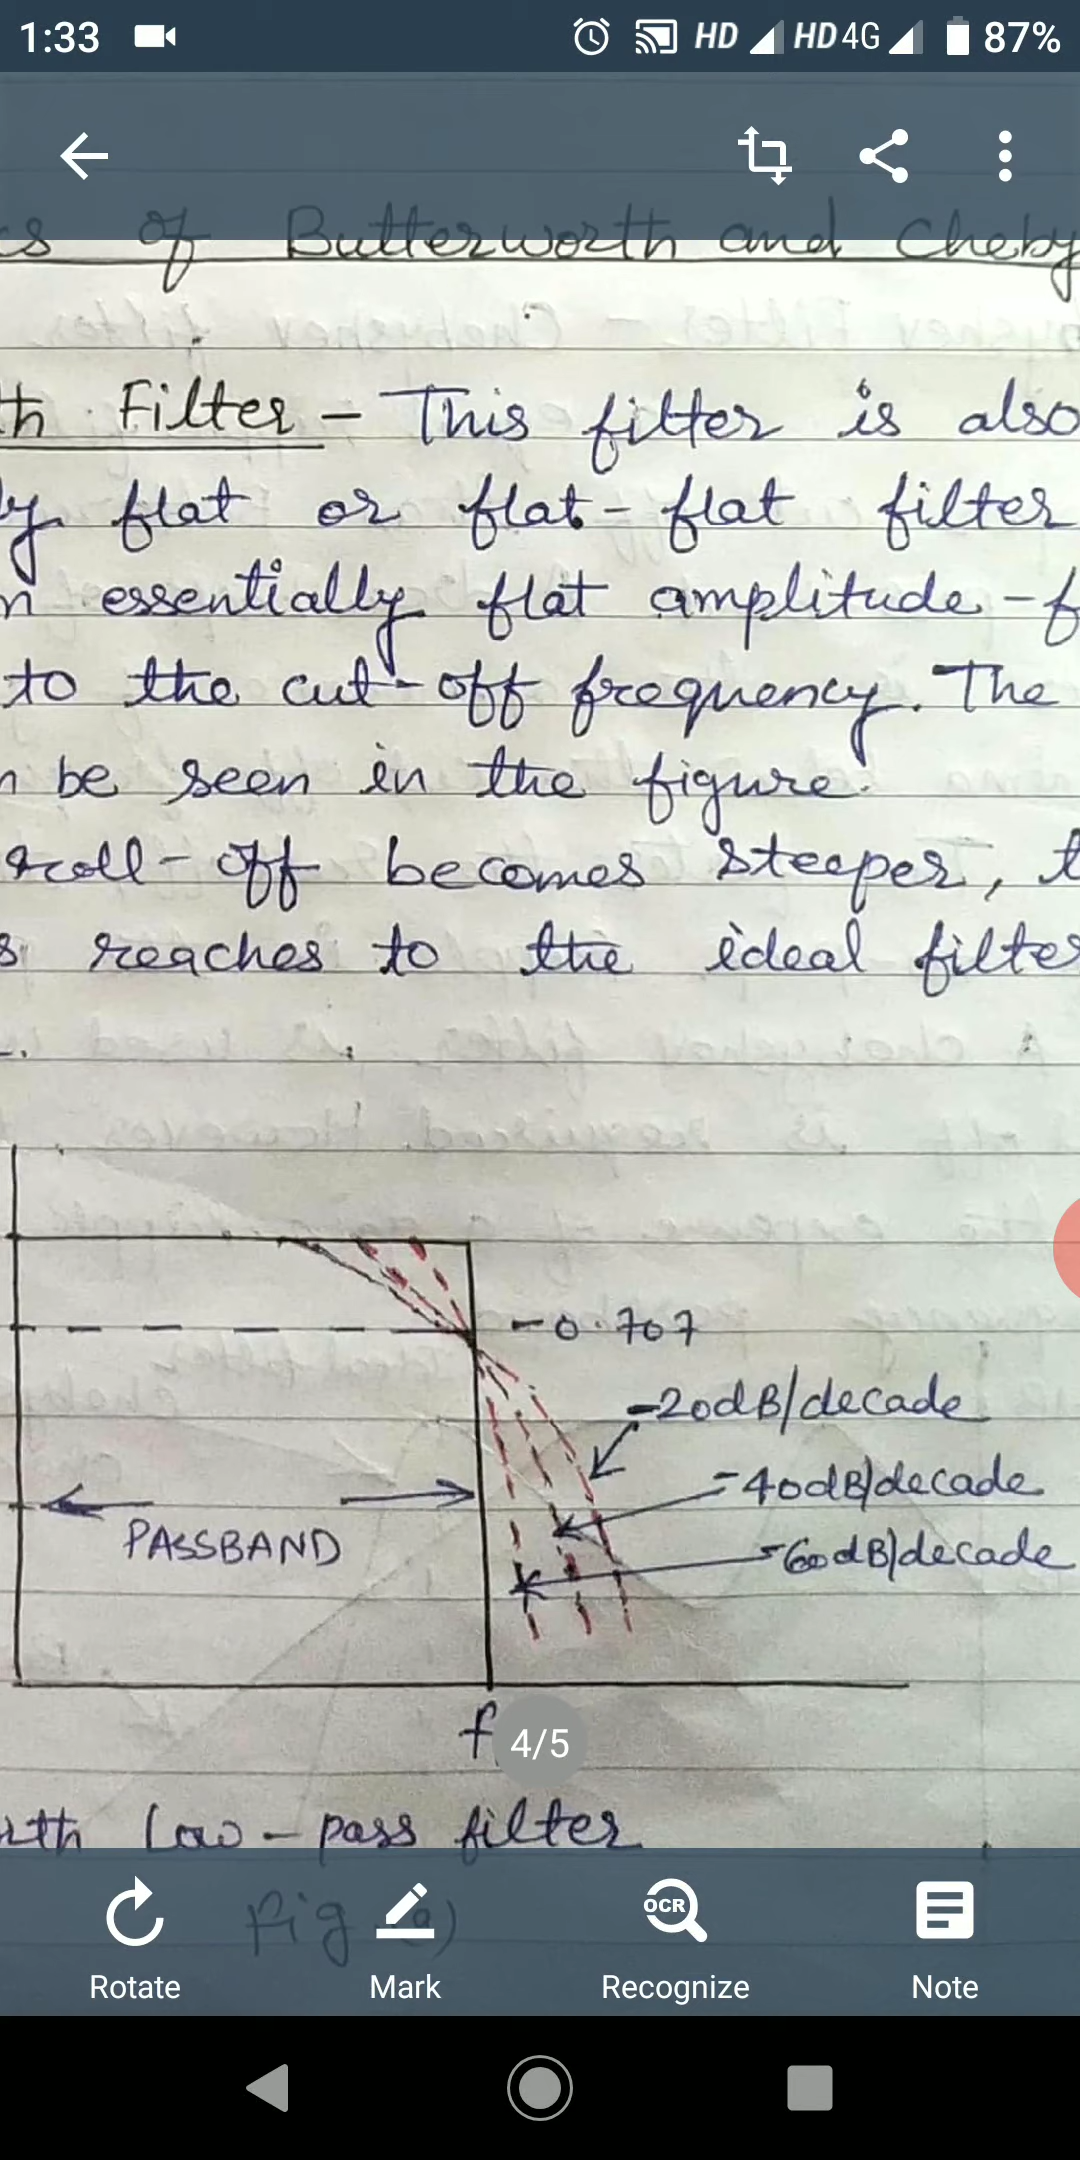 1:33 HD HD 4G 87%
of Butterworth and Cheby
Filter - This filter is also
flat or flat-flat filter
essentially flat amplitude-f
to the cut-off frequency. The
be seen in the figure.
roll-off becomes steeper, t
reaches to the ideal filter
-0.707
-20dB/decade
-40dB/decade
-60dB/decade
PASSBAND
f
4/5
rth Low-pass filter
Fig (a)
OCR
Rotate Mark Recognize Note